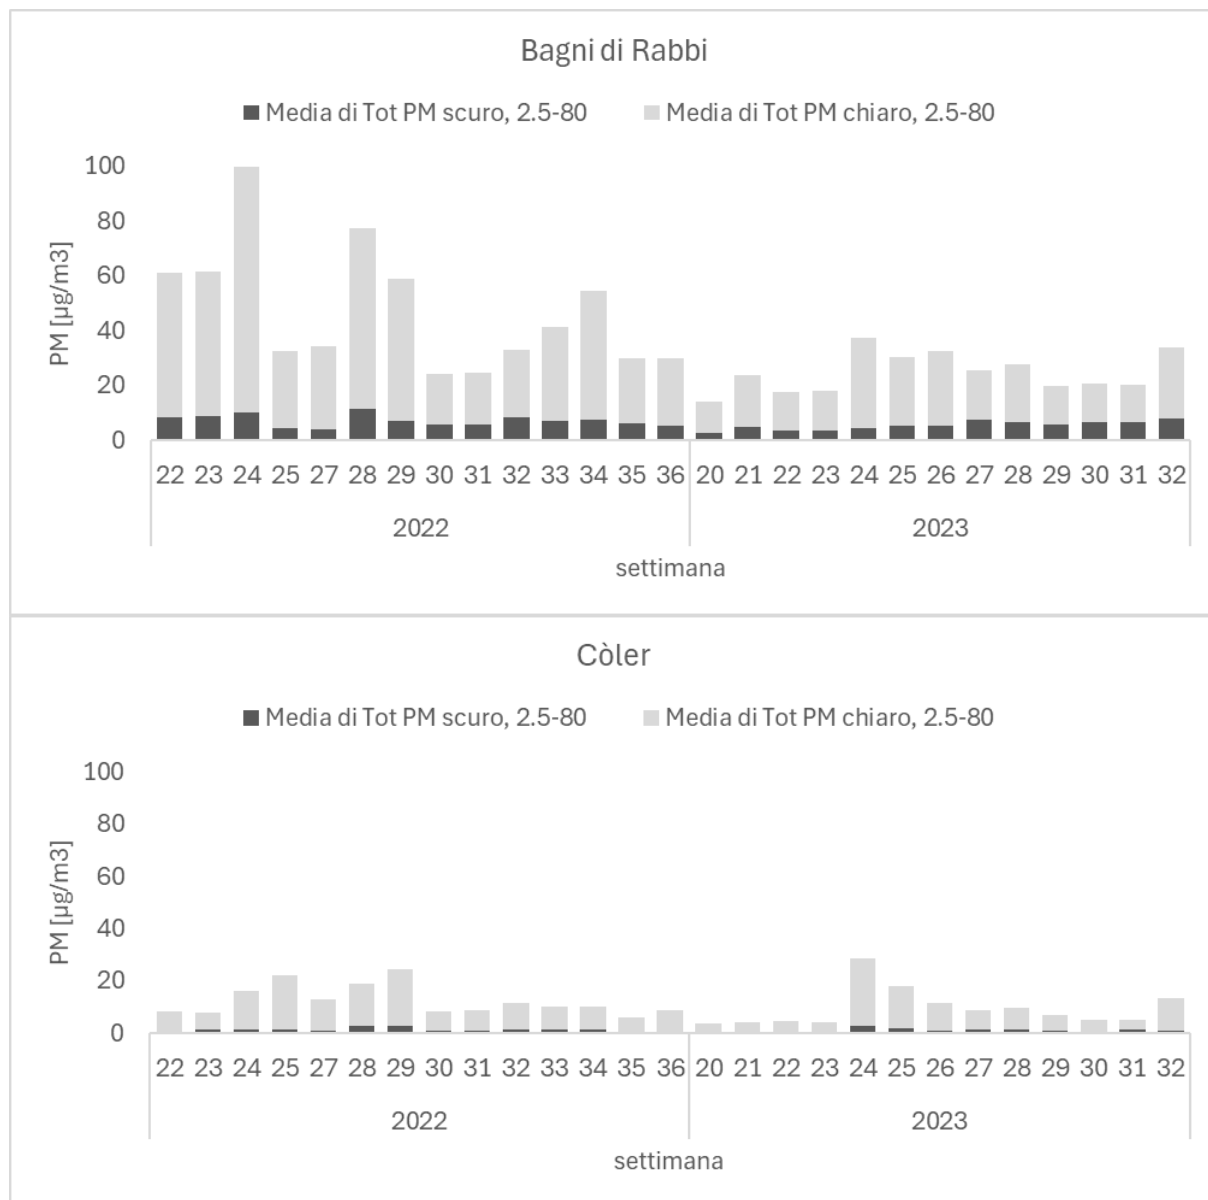 Bagni di Rabbi
Media di Tot PM scuro, 2.5-80 Media di Tot PM chiaro, 2.5-80
100
80
60
40
20
0
PM [µg/m3]
22 23 24 25 27 28 29 30 31 32 33 34 35 36 20 21 22 23 24 25 26 27 28 29 30 31 32
2022 2023
settimana
Còler
Media di Tot PM scuro, 2.5-80 Media di Tot PM chiaro, 2.5-80
100
80
60
40
20
0
PM [µg/m3]
22 23 24 25 27 28 29 30 31 32 33 34 35 36 20 21 22 23 24 25 26 27 28 29 30 31 32
2022 2023
settimana